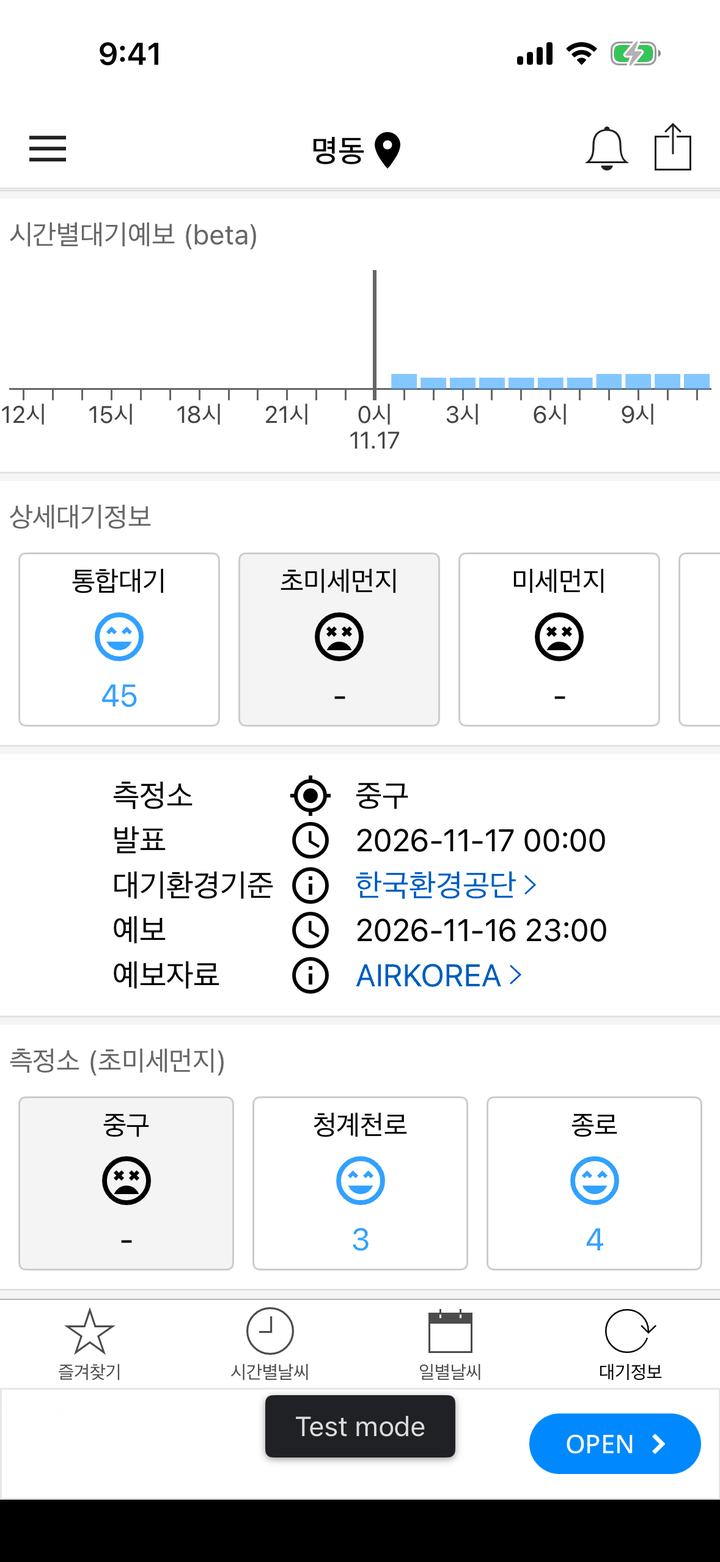 9:41
명동
시간별대기예보 (beta)
12시 15시 18시 21시 0시 3시 6시 9시
11.17
상세대기정보
통합대기 초미세먼지 미세먼지
45 - -
측정소 중구
발표 2026-11-17 00:00
대기환경기준 한국환경공단 >
예보 2026-11-16 23:00
예보자료 AIRKOREA >
측정소 (초미세먼지)
중구 청계천로 종로
- 3 4
즐겨찾기 시간별날씨 일별날씨 대기정보
Test mode
OPEN >